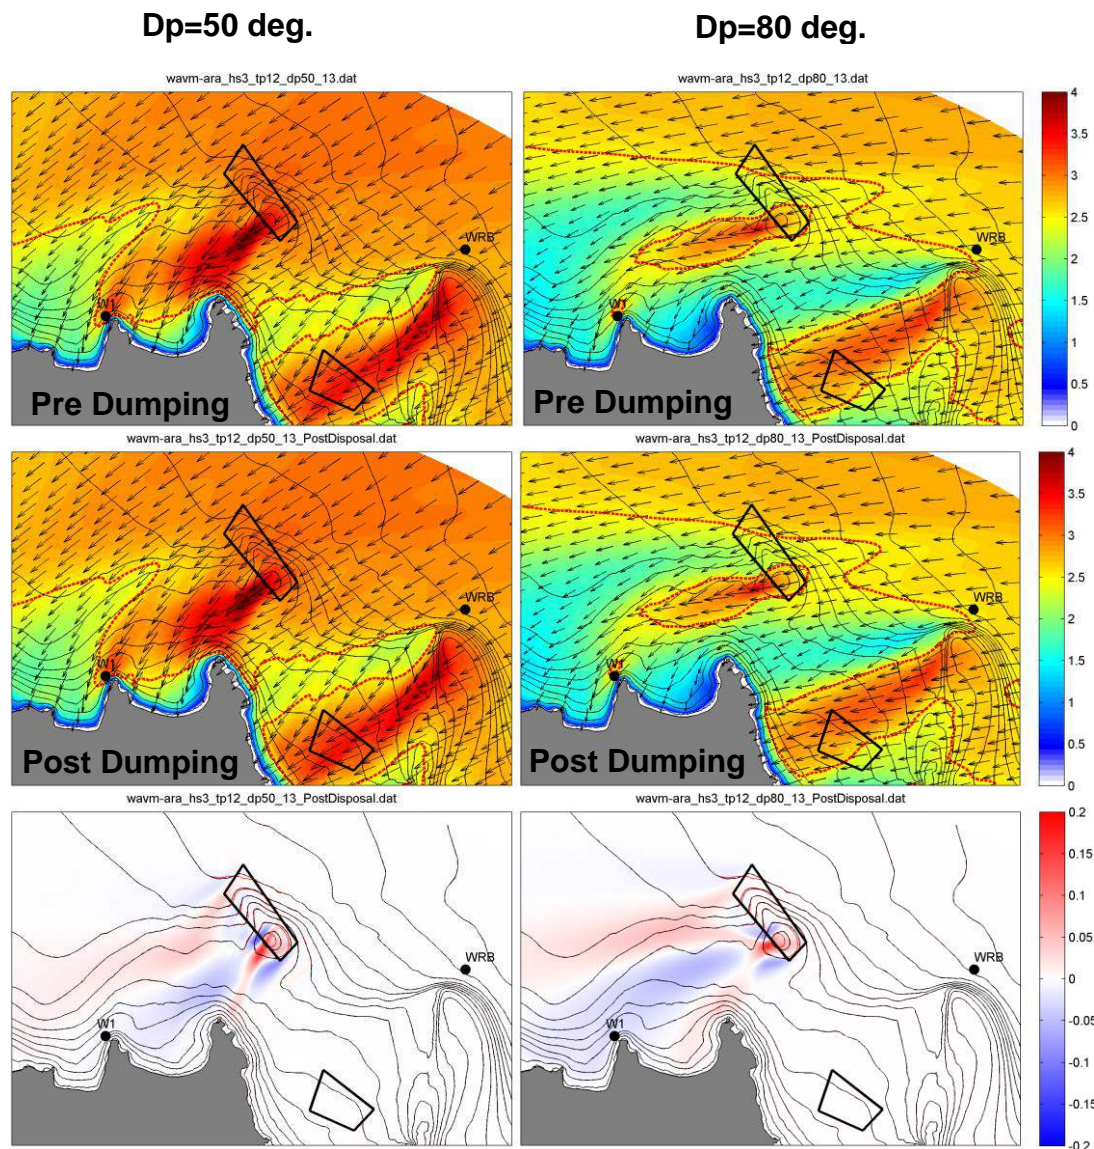 Dp=50 deg.
Dp=80 deg.
wavm-ara_hs3_tp12_dp50_13.dat
wavm-ara_hs3_tp12_dp80_13.dat
WRB
W1
Pre Dumping
WRB
W1
Pre Dumping
4
3.5
3
2.5
2
1.5
1
0.5
0
wavm-ara_hs3_tp12_dp50_13_PostDisposal.dat
wavm-ara_hs3_tp12_dp80_13_PostDisposal.dat
WRB
W1
Post Dumping
WRB
W1
Post Dumping
4
3.5
3
2.5
2
1.5
1
0.5
0
wavm-ara_hs3_tp12_dp50_13_PostDisposal.dat
wavm-ara_hs3_tp12_dp80_13_PostDisposal.dat
WRB
W1
WRB
W1
0.2
0.15
0.1
0.05
0
-0.05
-0.1
-0.15
-0.2